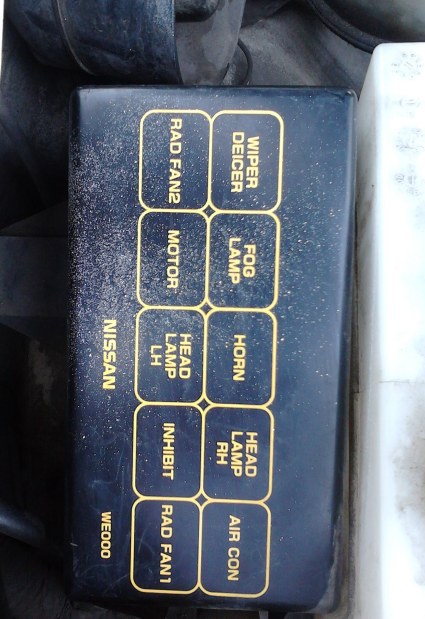 WIPER
DEICER
FOG
LAMP
HORN
HEAD
LAMP
RH
AIR CON
RAD FAN2
MOTOR
HEAD
LAMP
LH
INHIBIT
RAD FAN1
NISSAN
WE000